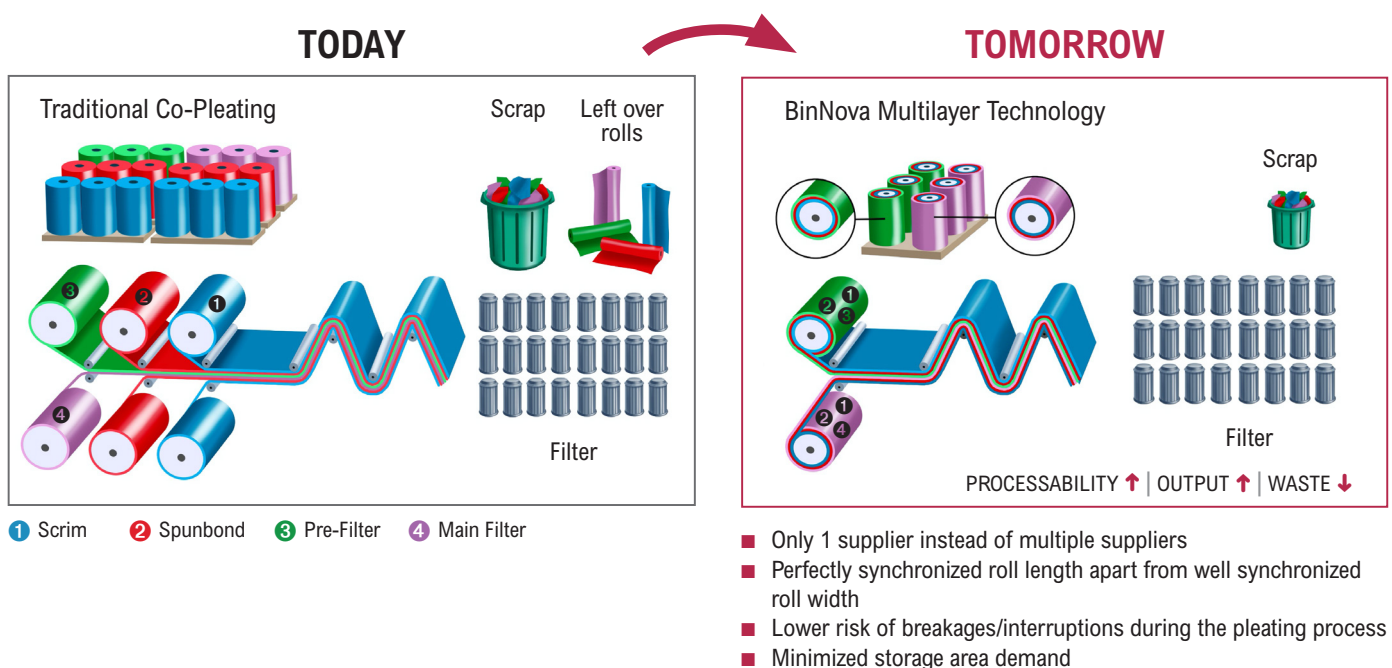 TODAY
TOMORROW
Traditional Co-Pleating
Scrap
Left over
rolls
3
2
1
4
Filter
1 Scrim 2 Spunbond 3 Pre-Filter 4 Main Filter
BinNova Multilayer Technology
Scrap
1
2
3
1
2
4
Filter
PROCESSABILITY ↑ | OUTPUT ↑ | WASTE ↓
■ Only 1 supplier instead of multiple suppliers
■ Perfectly synchronized roll length apart from well synchronized
roll width
■ Lower risk of breakages/interruptions during the pleating process
■ Minimized storage area demand